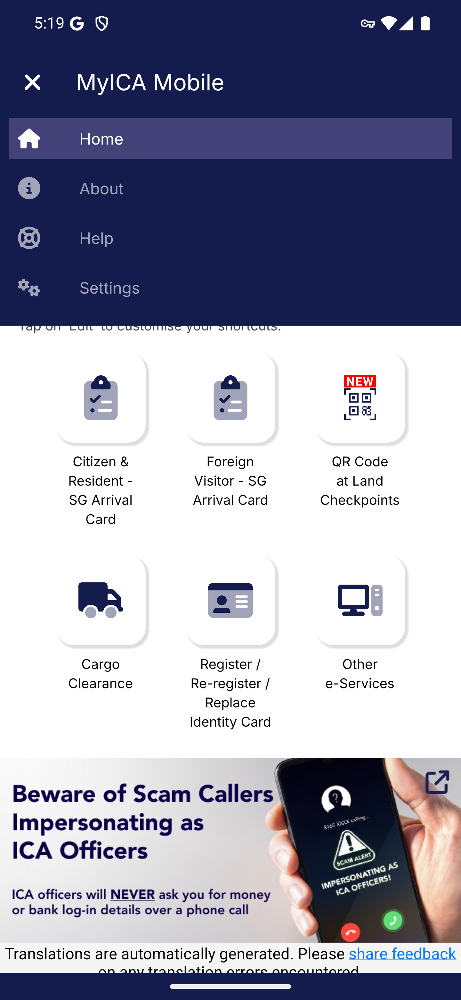 5:19
MyICA Mobile
Home
About
Help
Settings
Tap on 'Edit' to customise your shortcuts.
Citizen &
Resident -
SG Arrival
Card
Foreign
Visitor - SG
Arrival Card
NEW
QR Code
at Land
Checkpoints
Cargo
Clearance
Register /
Re-register /
Replace
Identity Card
Other
e-Services
Beware of Scam Callers
Impersonating as
ICA Officers
ICA officers will NEVER ask you for money
or bank log-in details over a phone call
8765 XXXX calling...
SCAM ALERT
IMPERSONATING AS
ICA OFFICERS!
Translations are automatically generated. Please share feedback
on any translation errors encountered